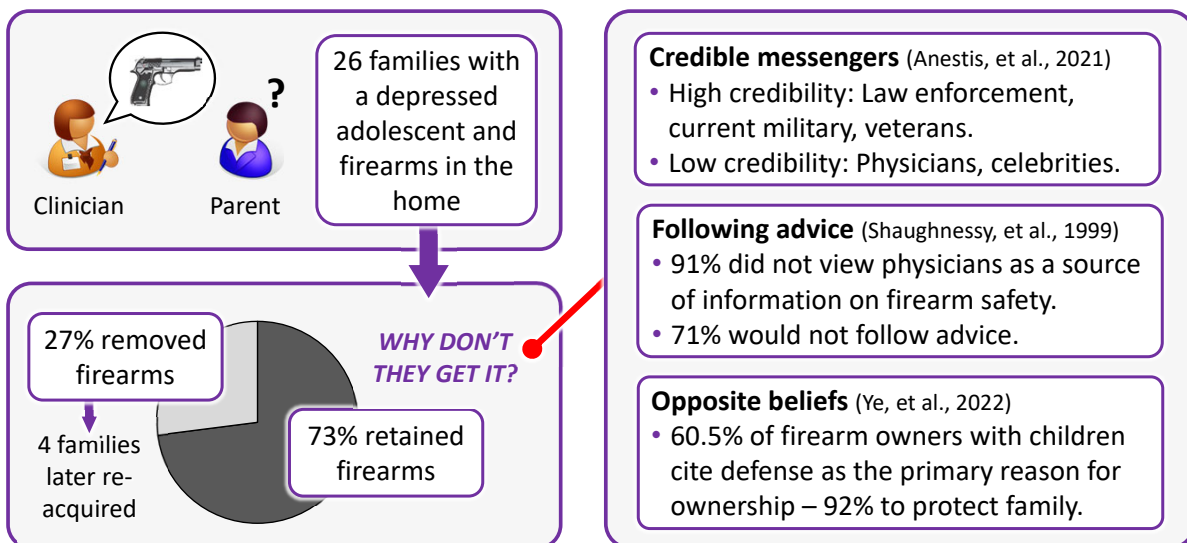 ?
Clinician
Parent
26 families with
a depressed
adolescent and
firearms in the
home
27% removed
firearms
4 families
later re-
acquired
73% retained
firearms
WHY DON'T
THEY GET IT?
Credible messengers (Anestis, et al., 2021)
• High credibility: Law enforcement,
current military, veterans.
• Low credibility: Physicians, celebrities.
Following advice (Shaughnessy, et al., 1999)
• 91% did not view physicians as a source
of information on firearm safety.
• 71% would not follow advice.
Opposite beliefs (Ye, et al., 2022)
• 60.5% of firearm owners with children
cite defense as the primary reason for
ownership – 92% to protect family.